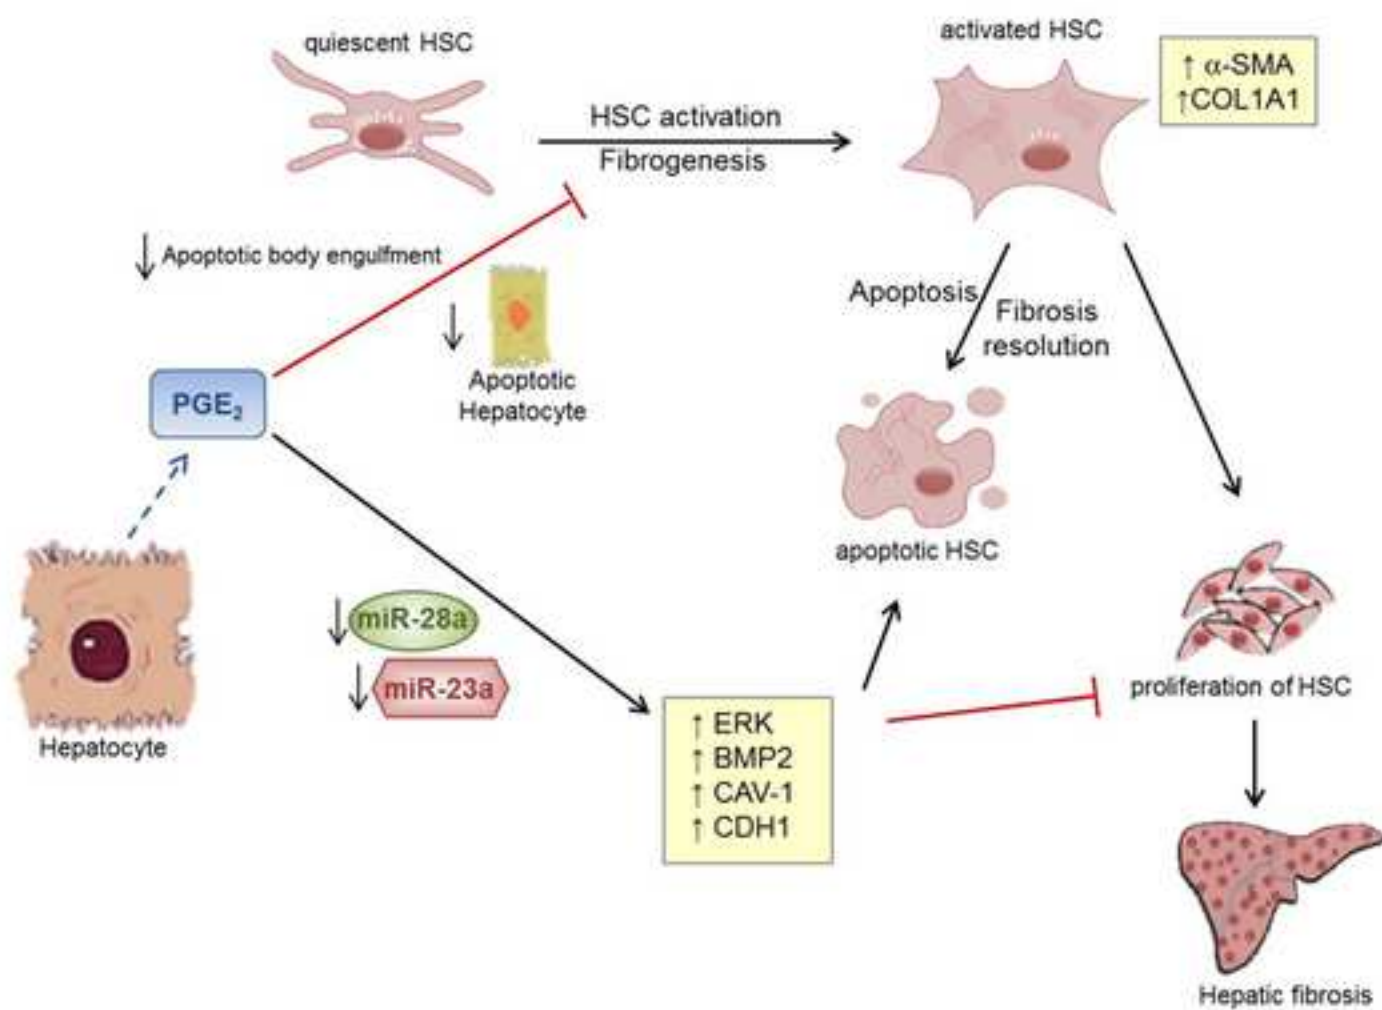 quiescent HSC
activated HSC
↑ α-SMA
↑COL1A1
HSC activation
Fibrogenesis
↓ Apoptotic body engulfment
↓
Apoptotic
Hepatocyte
Apoptosis
Fibrosis
resolution
PGE₂
apoptotic HSC
↓ miR-28a
↓ miR-23a
Hepatocyte
↑ ERK
↑ BMP2
↑ CAV-1
↑ CDH1
proliferation of HSC
Hepatic fibrosis